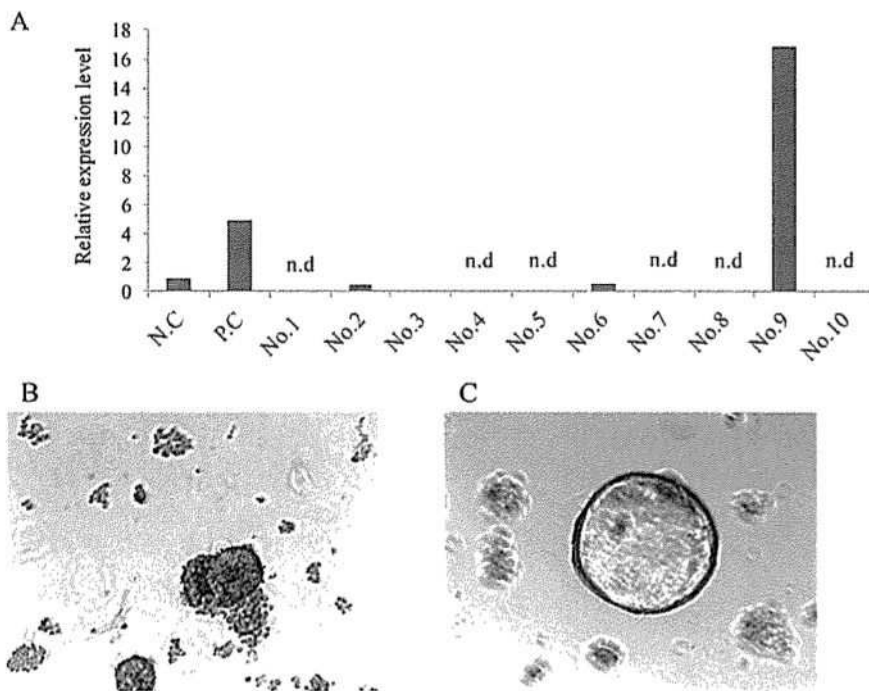 A
Relative expression level
18
16
14
12
10
8
6
4
2
0
n.d
n.d
n.d
n.d
n.d
n.d
N.C
P.C
No.1
No.2
No.3
No.4
No.5
No.6
No.7
No.8
No.9
No.10
B
C